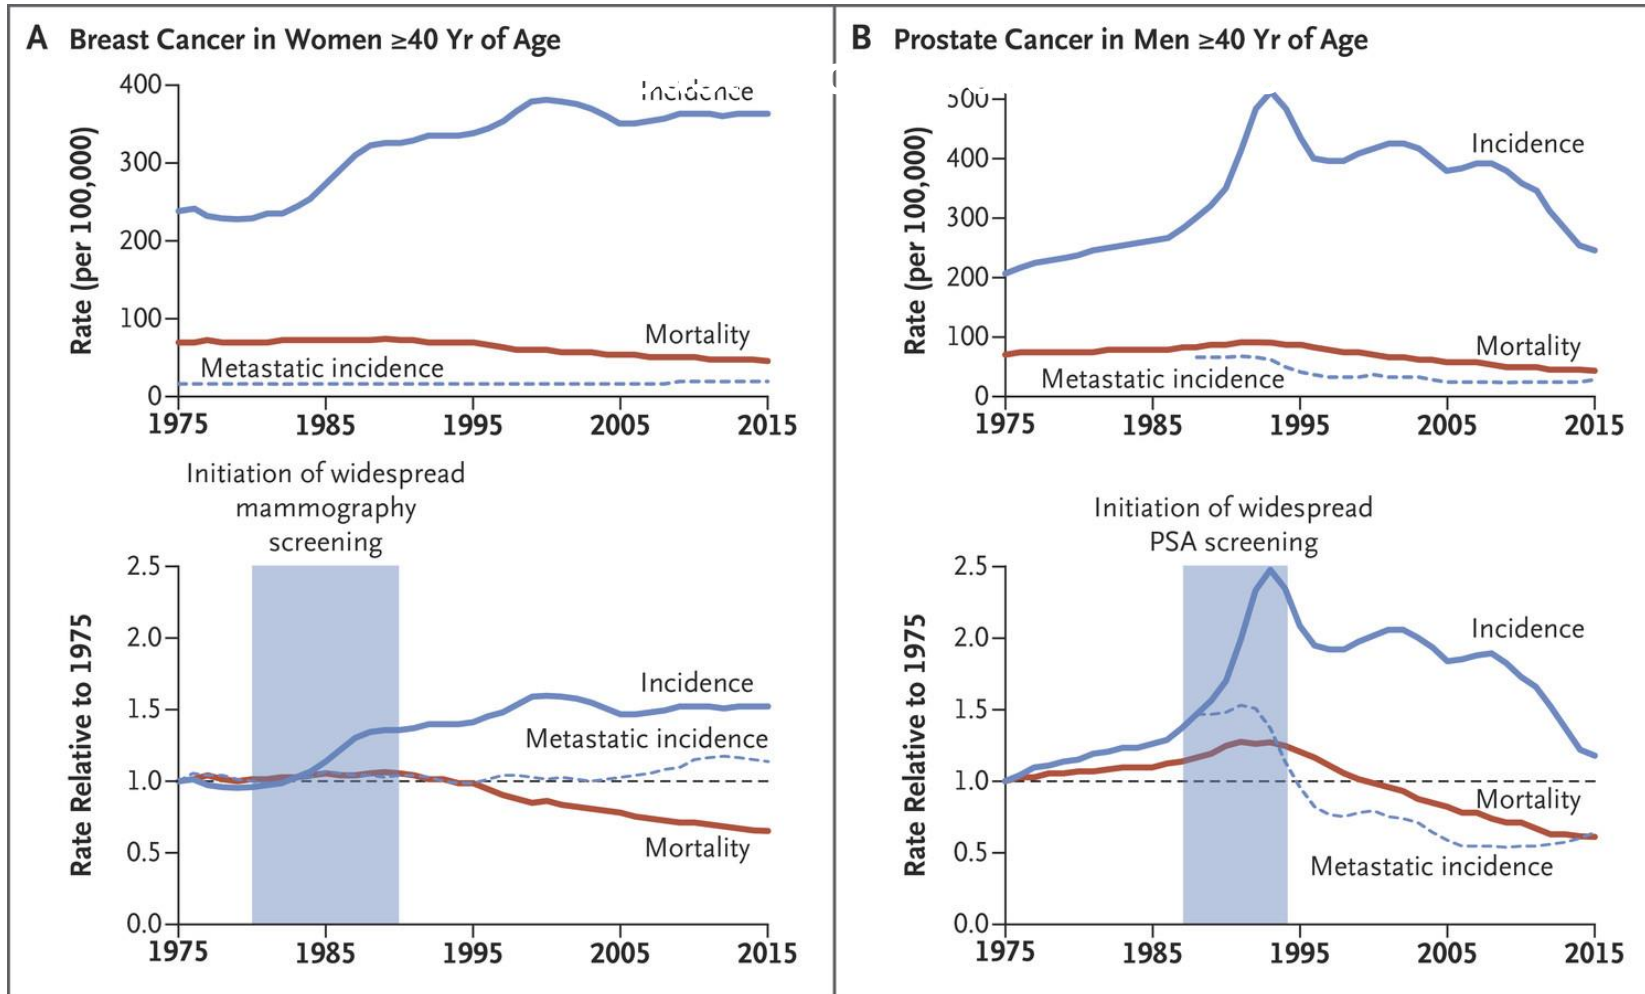 A Breast Cancer in Women ≥40 Yr of Age
400
300
200
100
0
Rate (per 100,000)
Incidence
Mortality
Metastatic incidence
1975 1985 1995 2005 2015
Initiation of widespread
mammography
screening
2.5
2.0
1.5
1.0
0.5
0.0
Rate Relative to 1975
Incidence
Metastatic incidence
Mortality
1975 1985 1995 2005 2015
B Prostate Cancer in Men ≥40 Yr of Age
500
400
300
200
100
0
Rate (per 100,000)
Incidence
Mortality
Metastatic incidence
1975 1985 1995 2005 2015
Initiation of widespread
PSA screening
2.5
2.0
1.5
1.0
0.5
0.0
Rate Relative to 1975
Incidence
Mortality
Metastatic incidence
1975 1985 1995 2005 2015